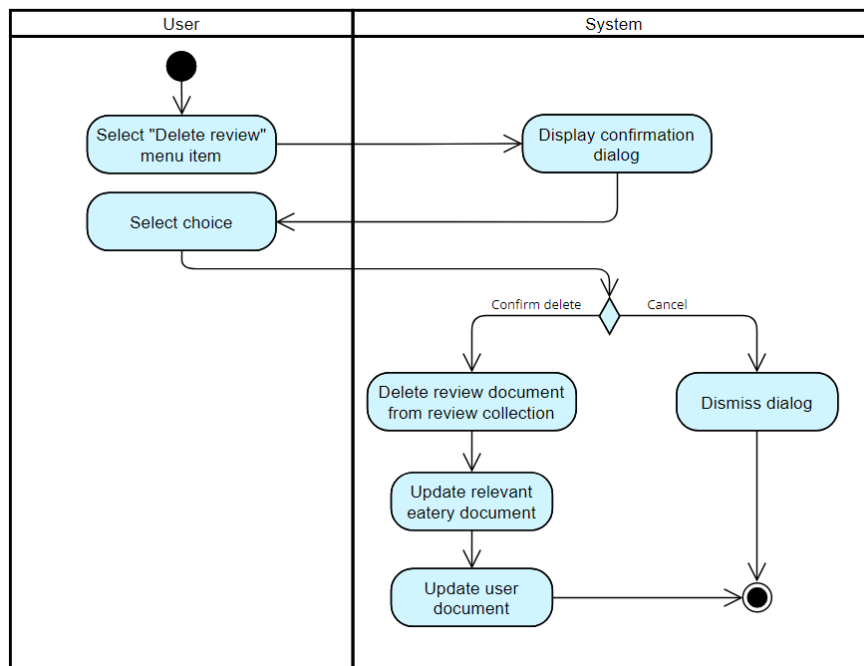 User
System
Select "Delete review"
menu item
Display confirmation
dialog
Select choice
Confirm delete
Cancel
Delete review document
from review collection
Dismiss dialog
Update relevant
eatery document
Update user
document